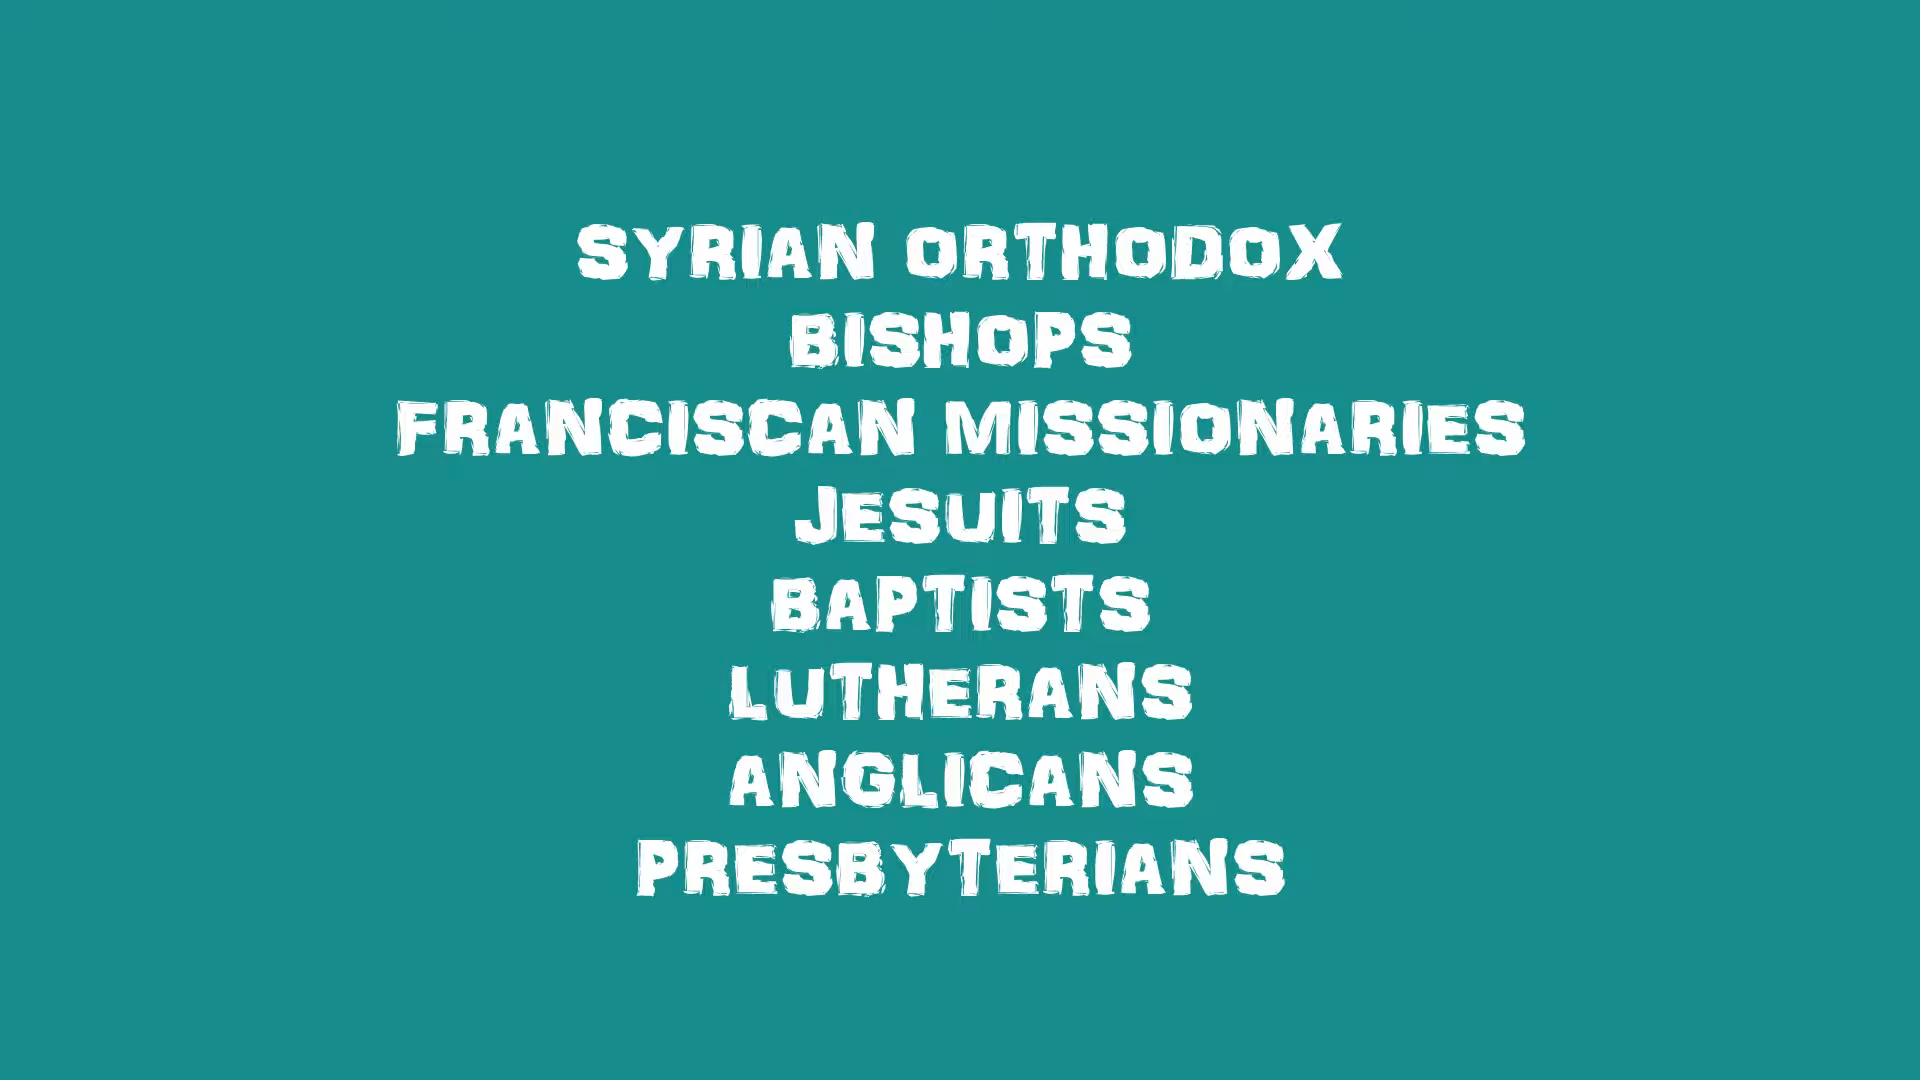 SYRIAN ORTHODOX
BISHOPS
FRANCISCAN MISSIONARIES
JESUITS
BAPTISTS
LUTHERANS
ANGLICANS
PRESBYTERIANS